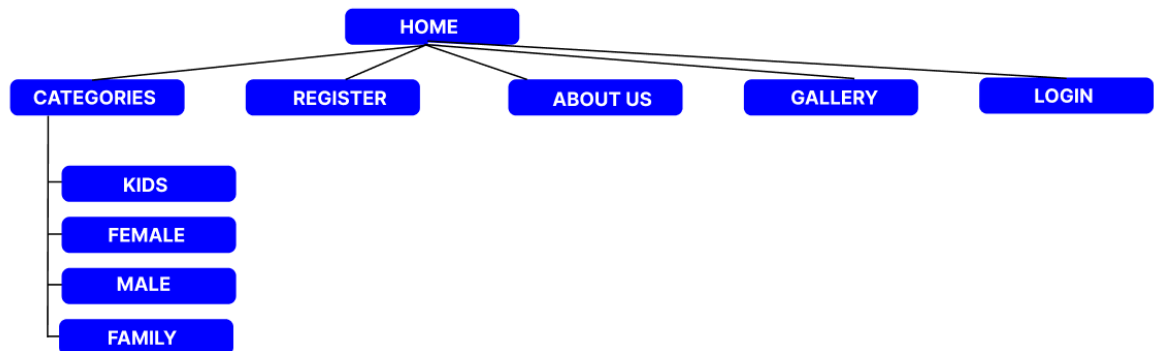 HOME
CATEGORIES
REGISTER
ABOUT US
GALLERY
LOGIN
KIDS
FEMALE
MALE
FAMILY